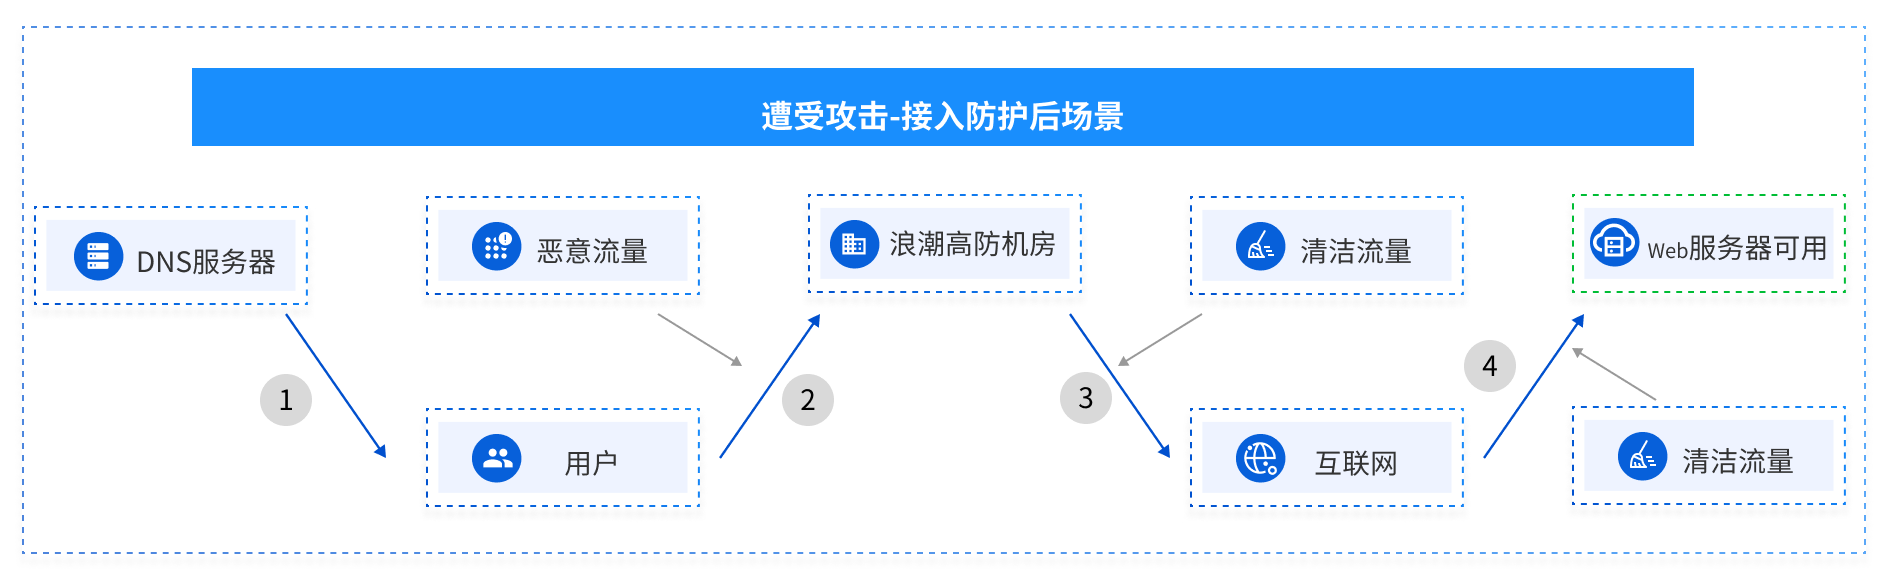 遭受攻击-接入防护后场景
DNS服务器
恶意流量
浪潮高防机房
清洁流量
Web服务器可用
1
2
3
4
用户
互联网
清洁流量